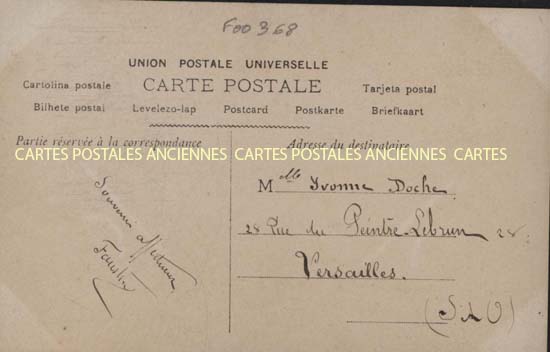 F00368
UNION POSTALE UNIVERSELLE
CARTE POSTALE
Cartolina postale
Tarjeta postal
Bilhete postal Levelezo-lap Postcard Postkarte Briefkaart
Partie réservée à la correspondance
Adresse du destinataire
CARTES POSTALES ANCIENNES CARTES POSTALES ANCIENNES CARTES
Souvenir affectueux
Mlle Yvonne Doche
28 Rue du Peintre-Lebrun 28
Versailles.
(S & O)